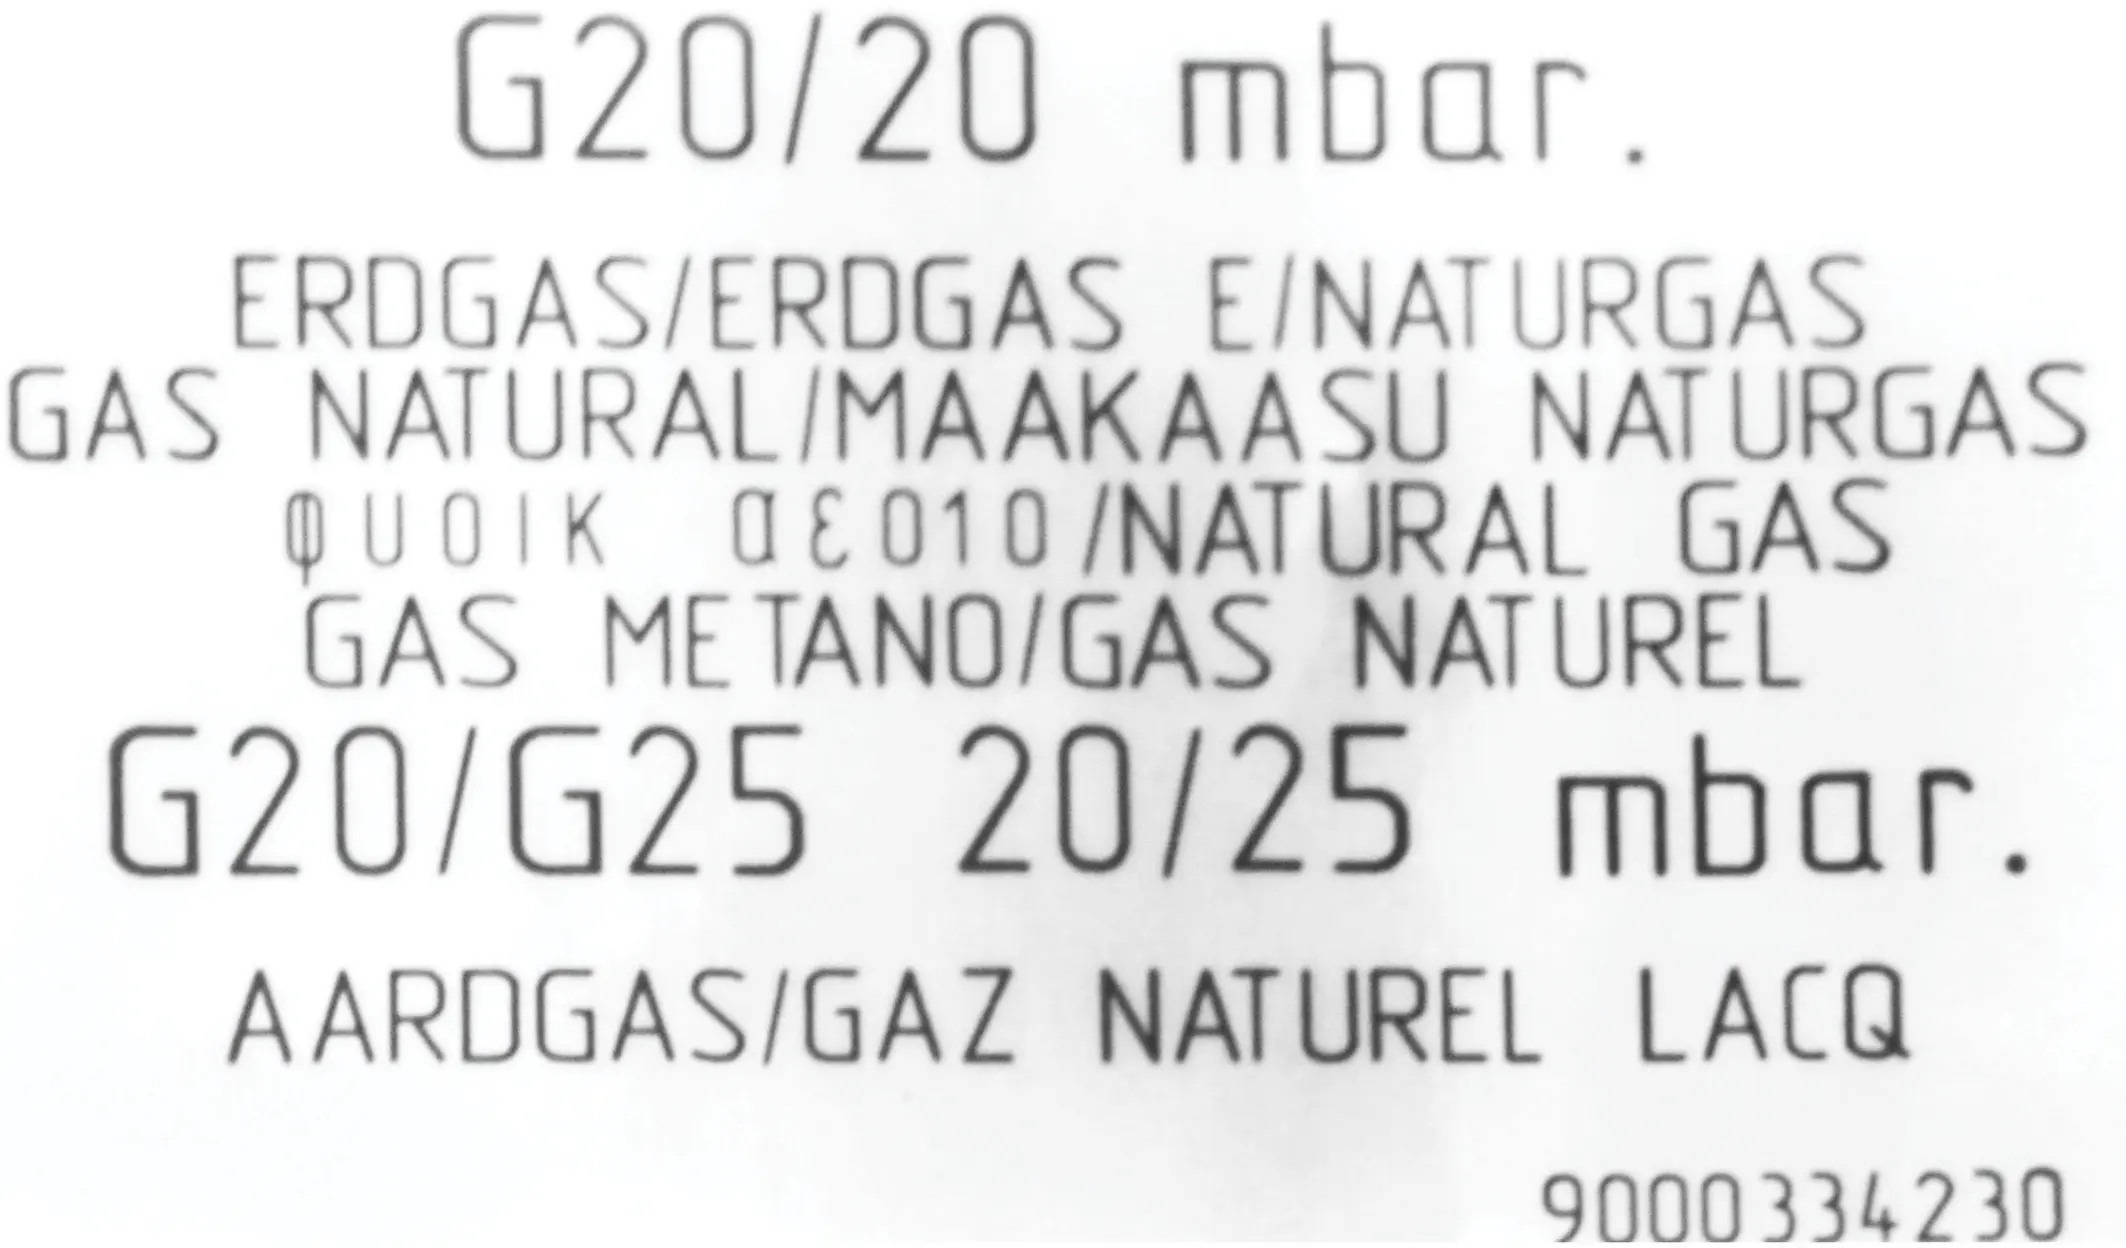 G20/20 mbar.
ERDGAS/ERDGAS E/NATURGAS
GAS NATURAL/MAAKAASU NATURGAS
φUOIK αε010/NATURAL GAS
GAS METANO/GAS NATUREL
G20/G25 20/25 mbar.
AARDGAS/GAZ NATUREL LACQ
9000334230